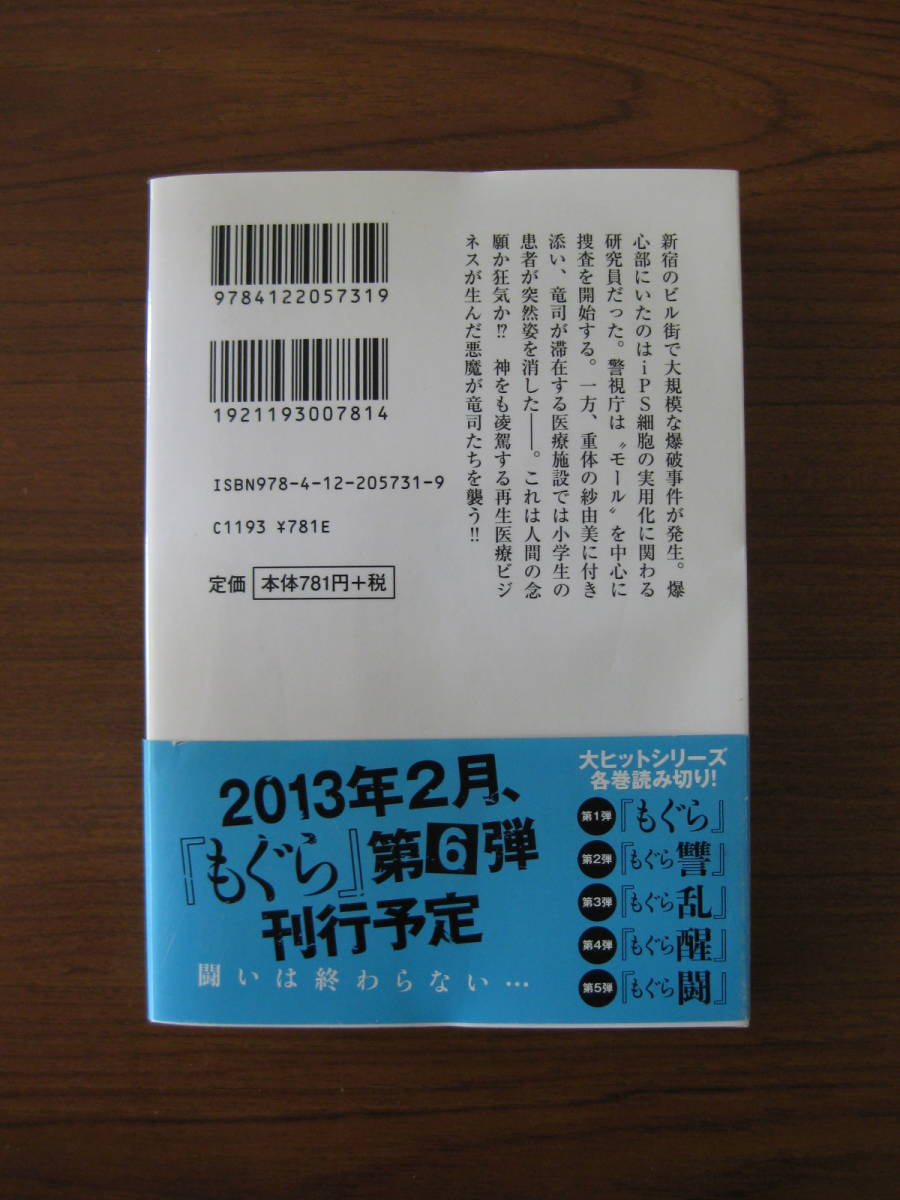 新宿のビル街で大規模な爆破事件が発生。爆
心部にいたのはｉＰＳ細胞の実用化に関わる
研究員だった。警視庁は〝モール〟を中心に
捜査を開始する。一方、重体の紗由美に付き
添い、竜司が滞在する医療施設では小学生の
患者が突然姿を消した――。これは人間の念
願か狂気か!?　神をも凌駕する再生医療ビジ
ネスが生んだ悪魔が竜司たちを襲う!!
9784122057319
1921193007814
ISBN978-4-12-205731-9
C1193 ¥781E
定価 本体781円+税
2013年2月、
『もぐら』第6弾
刊行予定
闘いは終わらない…
大ヒットシリーズ
各巻読み切り!
第1弾『もぐら』
第2弾『もぐら讐』
第3弾『もぐら乱』
第4弾『もぐら醒』
第5弾『もぐら闘』